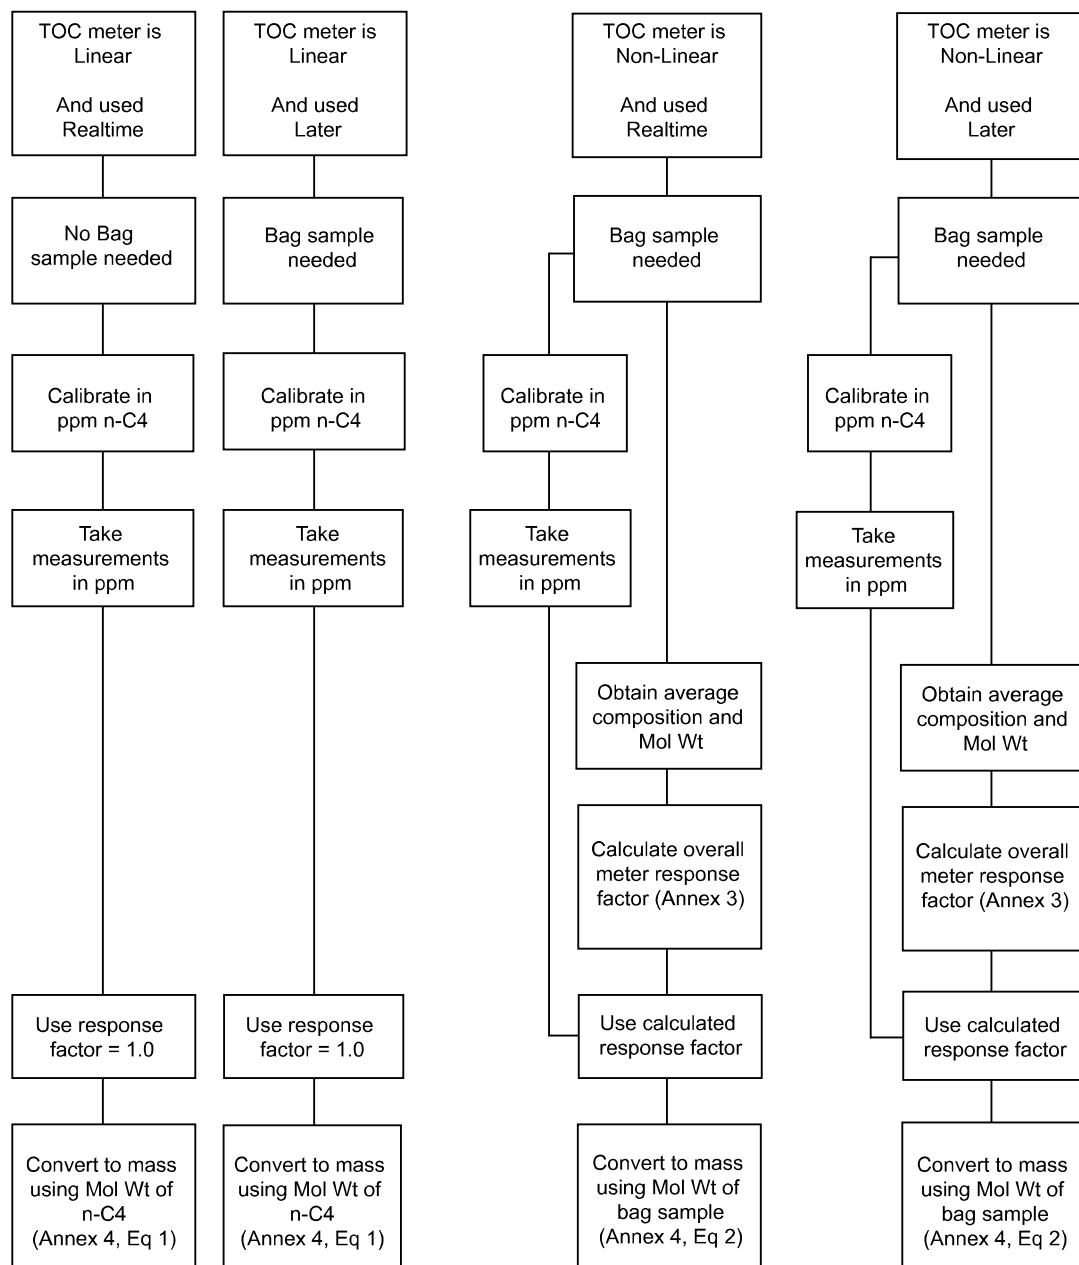 TOC meter is
Linear
And used
Realtime
No Bag
sample needed
Calibrate in
ppm n-C4
Take
measurements
in ppm
Use response
factor = 1.0
Convert to mass
using Mol Wt of
n-C4
(Annex 4, Eq 1)
TOC meter is
Linear
And used
Later
Bag sample
needed
Calibrate in
ppm n-C4
Take
measurements
in ppm
Use response
factor = 1.0
Convert to mass
using Mol Wt of
n-C4
(Annex 4, Eq 1)
TOC meter is
Non-Linear
And used
Realtime
Bag sample
needed
Calibrate in
ppm n-C4
Take
measurements
in ppm
Obtain average
composition and
Mol Wt
Calculate overall
meter response
factor (Annex 3)
Use calculated
response factor
Convert to mass
using Mol Wt of
bag sample
(Annex 4, Eq 2)
TOC meter is
Non-Linear
And used
Later
Bag sample
needed
Calibrate in
ppm n-C4
Take
measurements
in ppm
Obtain average
composition and
Mol Wt
Calculate overall
meter response
factor (Annex 3)
Use calculated
response factor
Convert to mass
using Mol Wt of
bag sample
(Annex 4, Eq 2)